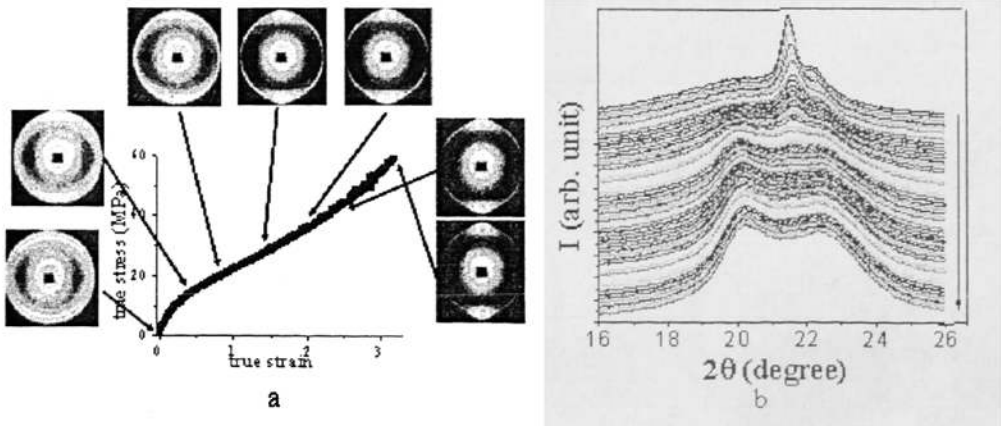 60
40
20
0
true stress (MPa)
0 1 2 3
true strain
a
I (arb. unit)
16 18 20 22 24 26
2θ (degree)
b